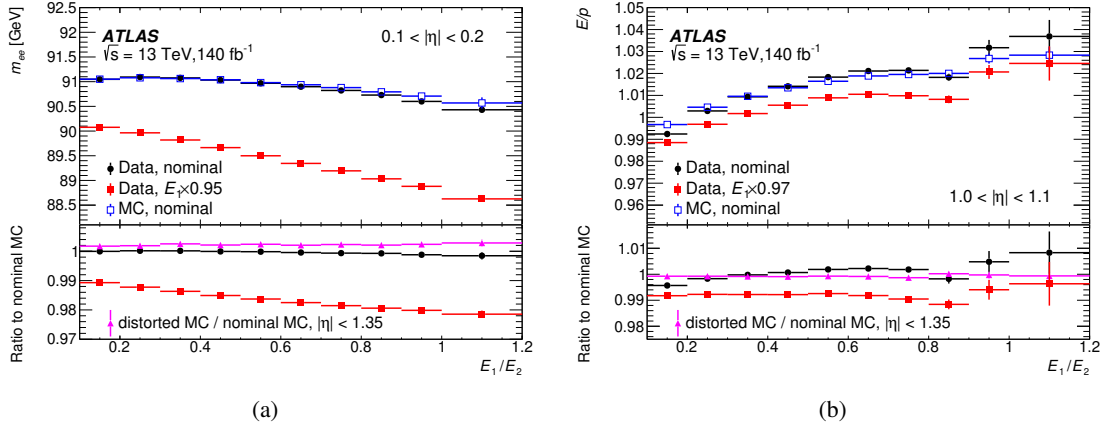 m_ee [GeV]
91.5
92.5
92
91
90.5
90
89.5
89
88.5
ATLAS
√s = 13 TeV,140 fb⁻¹
0.1 < |η| < 0.2
Data, nominal
Data, E₁×0.95
MC, nominal
Ratio to nominal MC
1
0.99
0.98
0.97
distorted MC / nominal MC, |η| < 1.35
0.2 0.4 0.6 0.8 1 1.2
E₁/E₂
(a)
E/p
1.05
1.04
1.03
1.02
1.01
1
0.99
0.98
0.97
0.96
ATLAS
√s = 13 TeV,140 fb⁻¹
Data, nominal
Data, E₁×0.97
MC, nominal
1.0 < |η| < 1.1
Ratio to nominal MC
1.01
1
0.99
0.98
distorted MC / nominal MC, |η| < 1.35
0.2 0.4 0.6 0.8 1 1.2
E₁/E₂
(b)